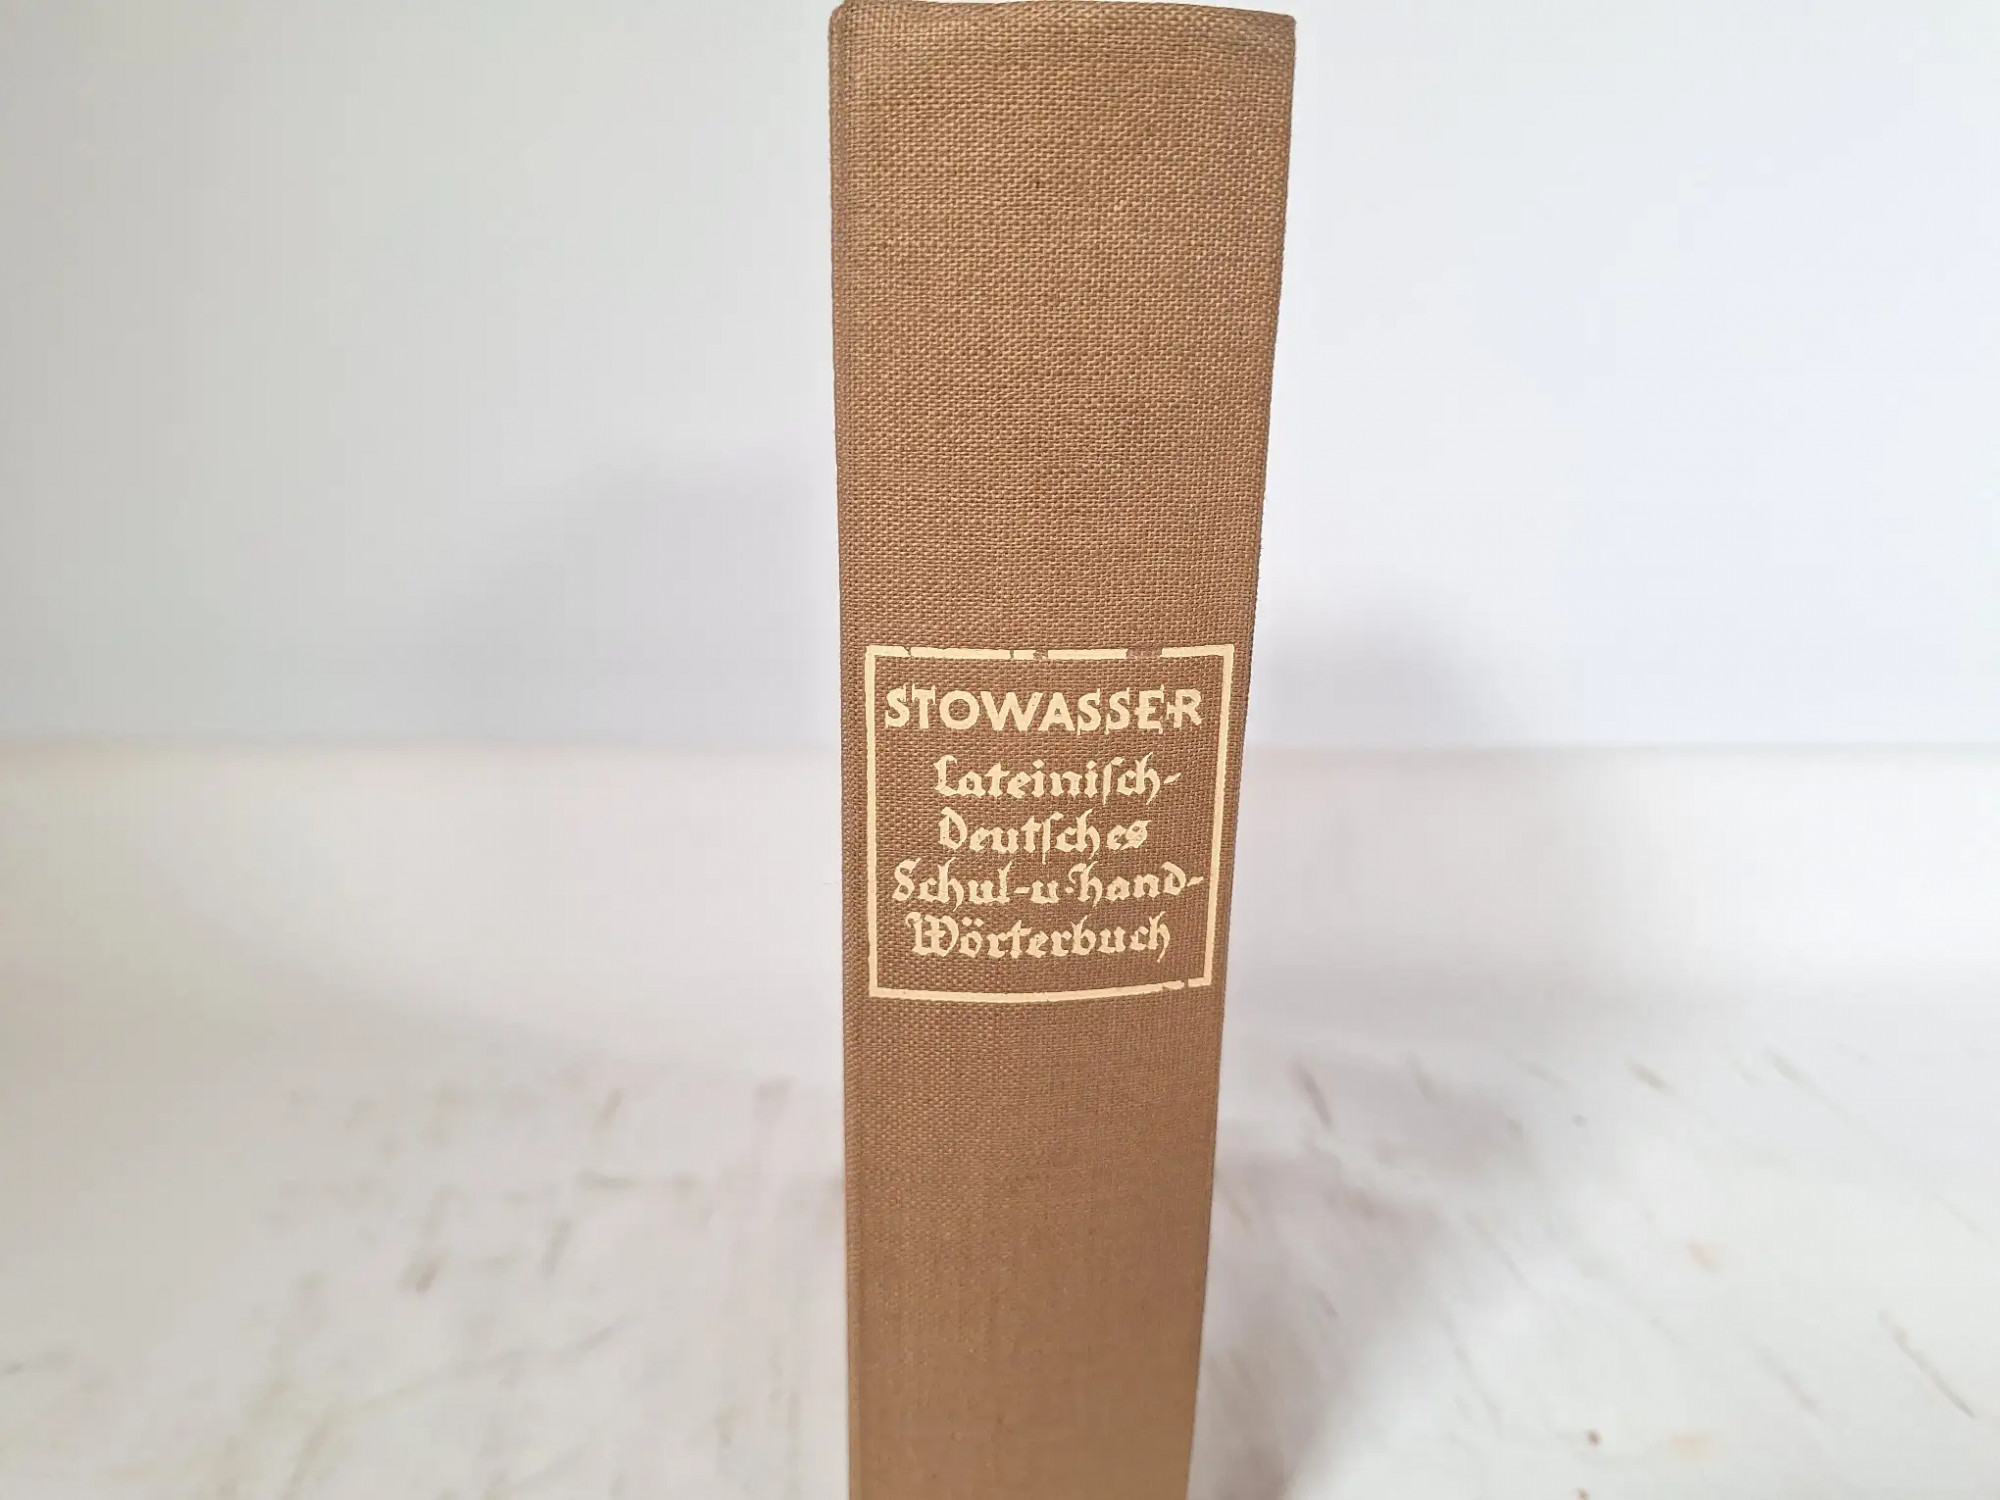 STOWASSER
Lateiniſch-
Deutſches
Schul-u-Hand-
Wörterbuch